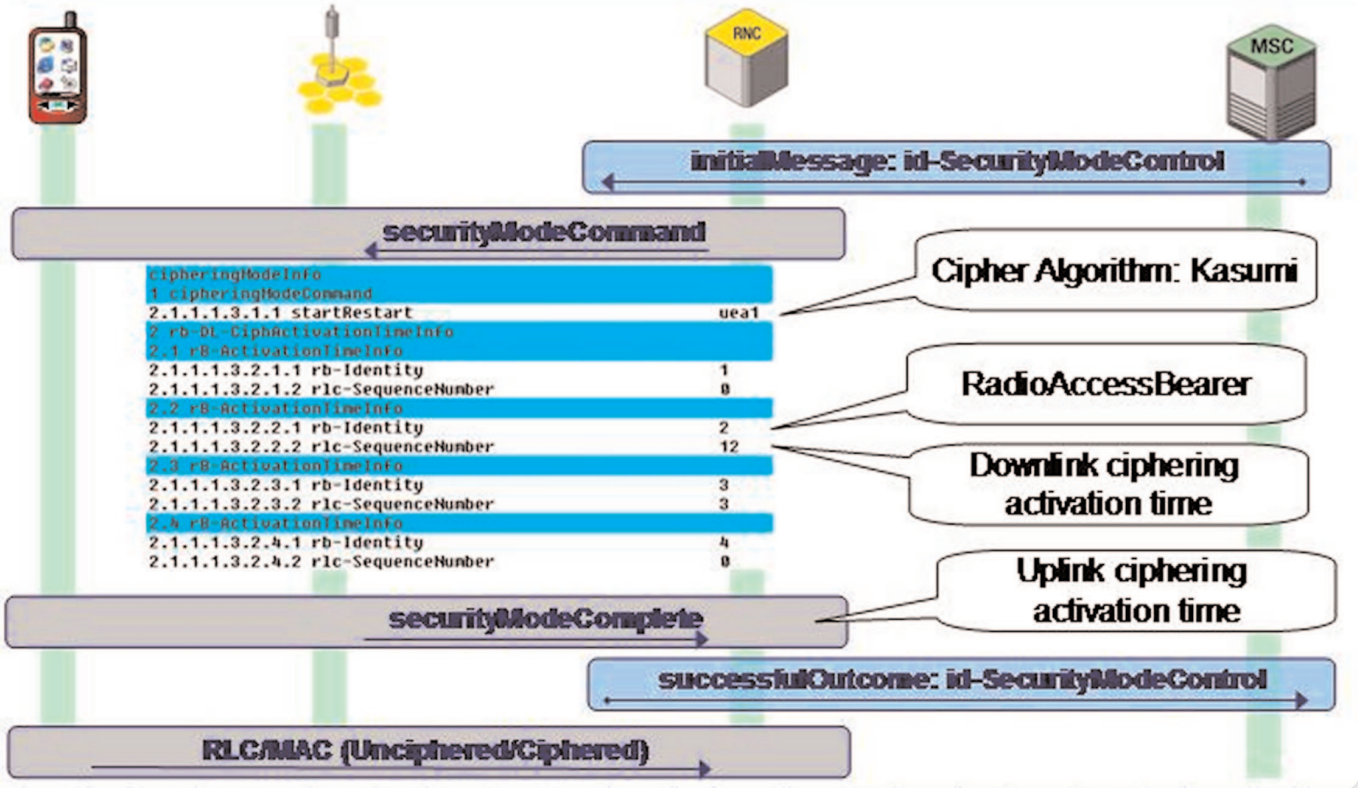 RNC
MSC
initialMessage: id-SecurityModeControl
securityModeCommand
cipheringModeInfo
1 cipheringModeCommand
2.1.1.1.3.1.1 startRestart uea1
2 rb-DL-CiphActivationTimeInfo
2.1 rB-ActivationTimeInfo
2.1.1.1.3.2.1.1 rb-Identity 1
2.1.1.1.3.2.1.2 rlc-SequenceNumber 0
2.2 rB-ActivationTimeInfo
2.1.1.1.3.2.2.1 rb-Identity 2
2.1.1.1.3.2.2.2 rlc-SequenceNumber 12
2.3 rB-ActivationTimeInfo
2.1.1.1.3.2.3.1 rb-Identity 3
2.1.1.1.3.2.3.2 rlc-SequenceNumber 3
2.4 rB-ActivationTimeInfo
2.1.1.1.3.2.4.1 rb-Identity 4
2.1.1.1.3.2.4.2 rlc-SequenceNumber 0
Cipher Algorithm: Kasumi
RadioAccessBearer
Downlink ciphering
activation time
Uplink ciphering
activation time
securityModeComplete
successfulOutcome: id-SecurityModeControl
RLC/MAC (Unciphered/Ciphered)